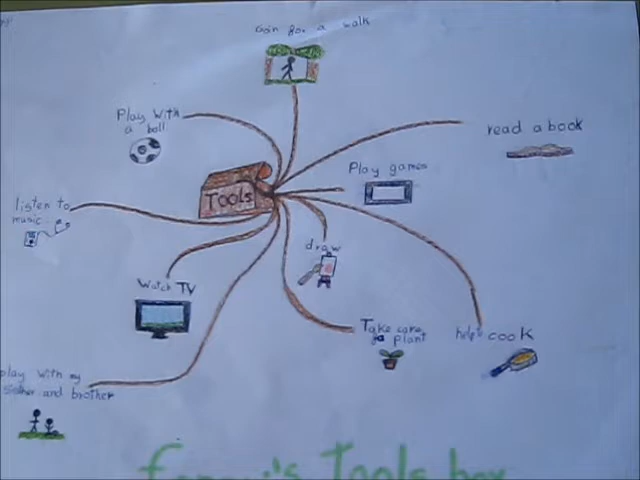 Goin for a walk
Play with
a ball
read a book
Play games
Tools
listen to
music
draw
Watch TV
Take care
plant
help cook
play with my
sister and brother
Tools box